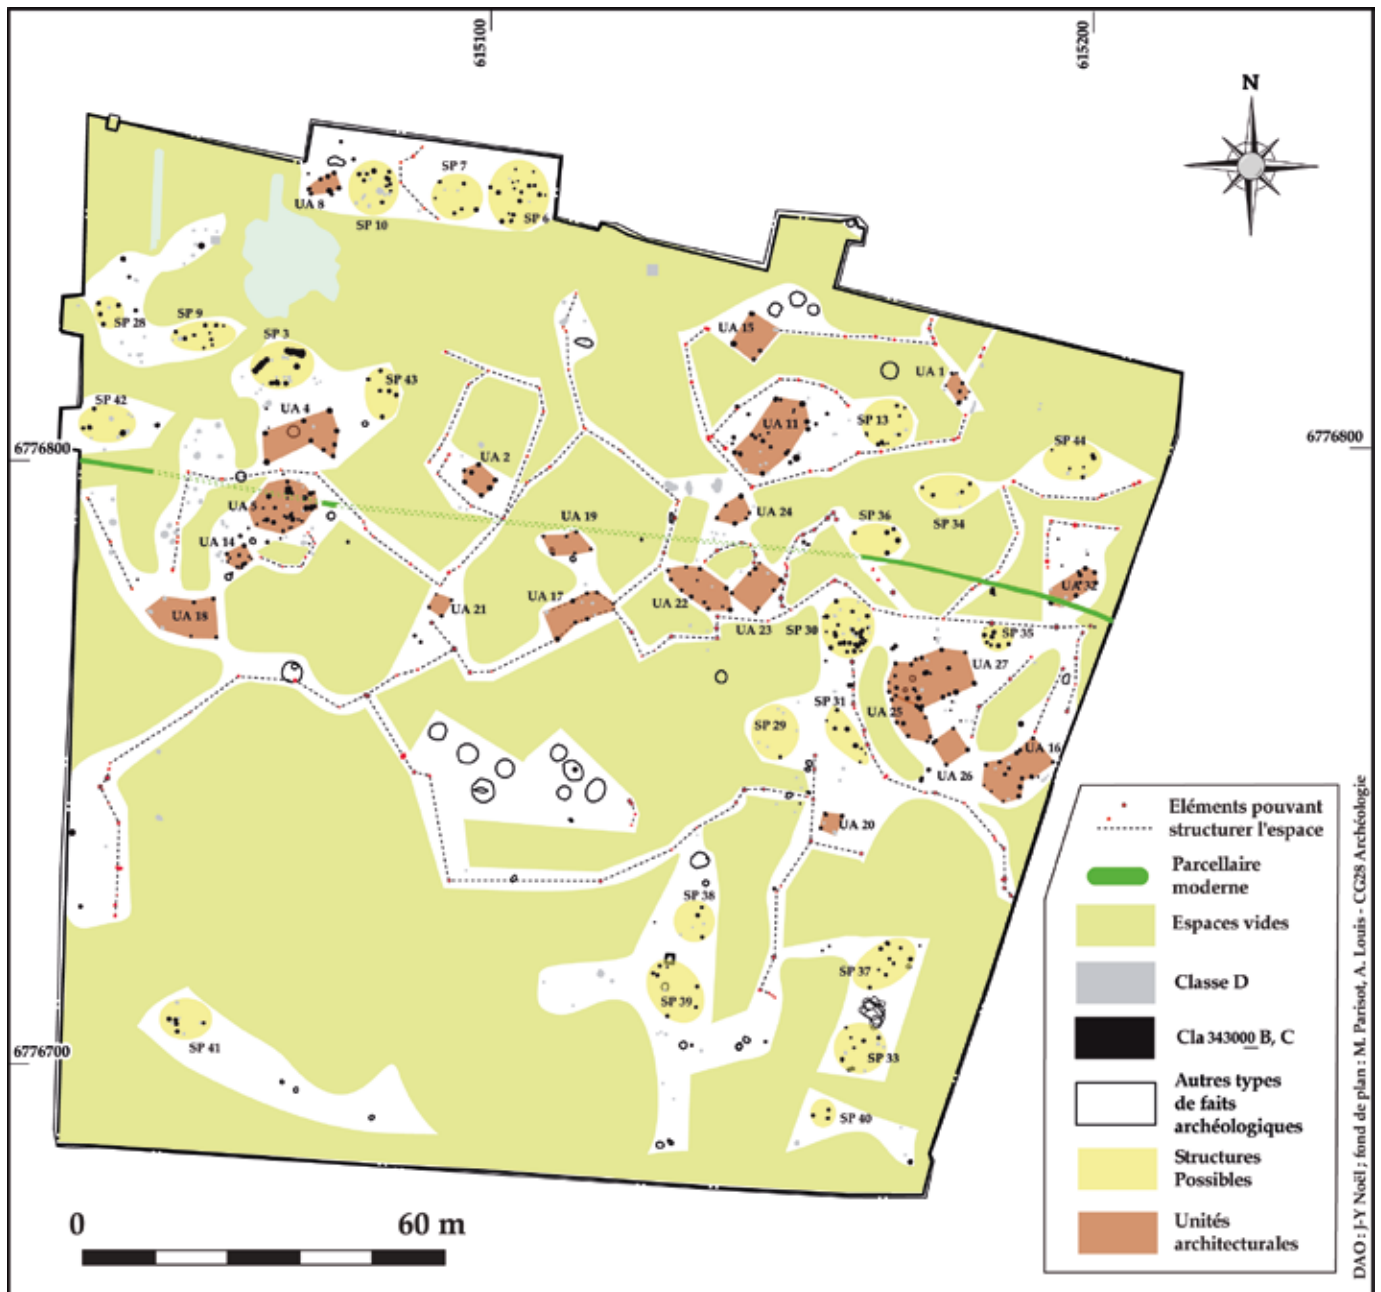 615100
615200
N
SP 7
UA 8
SP 10
SP 6
SP 28
SP 9
SP 3
SP 43
SP 42
UA 4
UA 15
UA 1
UA 11
SP 13
6776800
6776800
SP 44
UA 2
UA 5
UA 24
SP 34
UA 19
SP 36
UA 14
UA 32
UA 18
UA 21
UA 17
UA 22
UA 23
SP 30
SP 35
UA 27
SP 31
SP 29
UA 25
UA 16
UA 26
UA 20
SP 38
SP 37
SP 39
SP 41
SP 33
6776700
SP 40
0
60 m
Eléments pouvant
structurer l'espace
Parcellaire
moderne
Espaces vides
Classe D
Cla 343000 B, C
Autres types
de faits
archéologiques
Structures
Possibles
Unités
architecturales
DAO : J-Y Noël ; fond de plan : M. Parisot, A. Louis - CG28 Archéologie